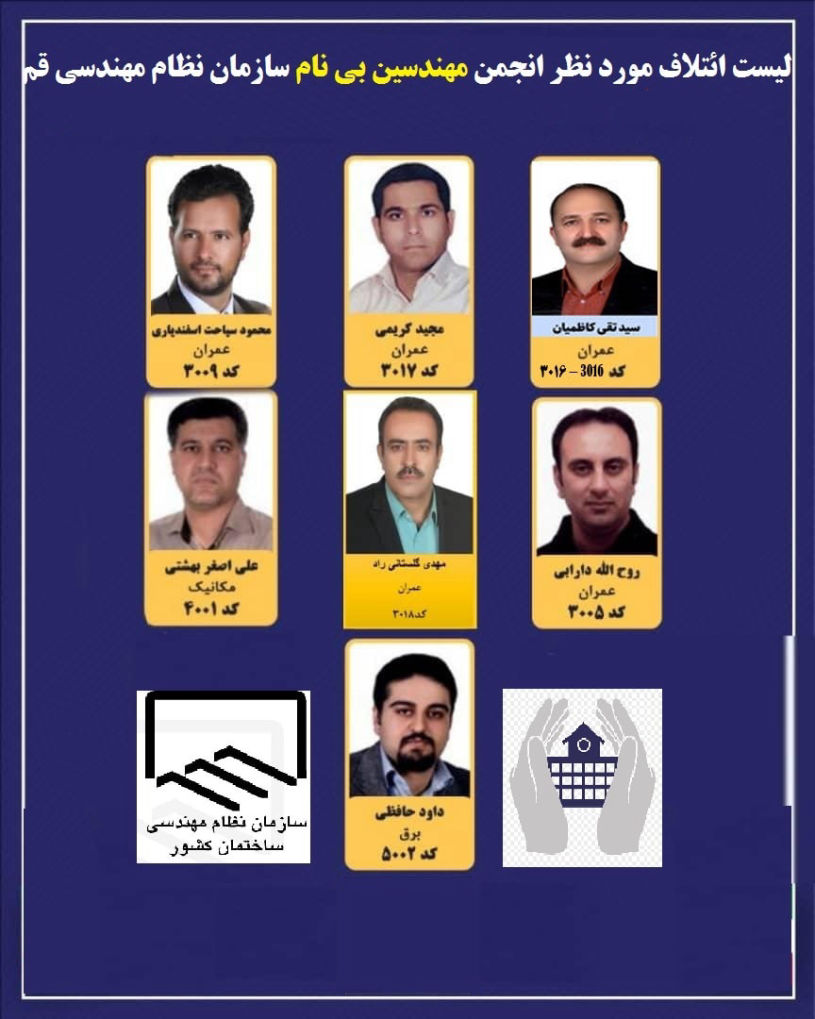 لیست ائتلاف مورد نظر انجمن مهندسین بی نام سازمان نظام مهندسی قم
سید تقی کاظمیان
عمران
کد 3016 – ۳۰۱۶
مجید کریمی
عمران
کد ۳۰۱۷
محمود سیاحت اسفندیاری
عمران
کد ۳۰۰۹
روح الله دارابی
عمران
کد ۳۰۰۵
مهدی گلستانی راد
عمران
کد۳۰۱۸
علی اصغر بهشتی
مکانیک
کد ۴۰۰۱
داود حافظی
برق
کد ۵۰۰۲
سازمان نظام مهندسی
ساختمان کشور